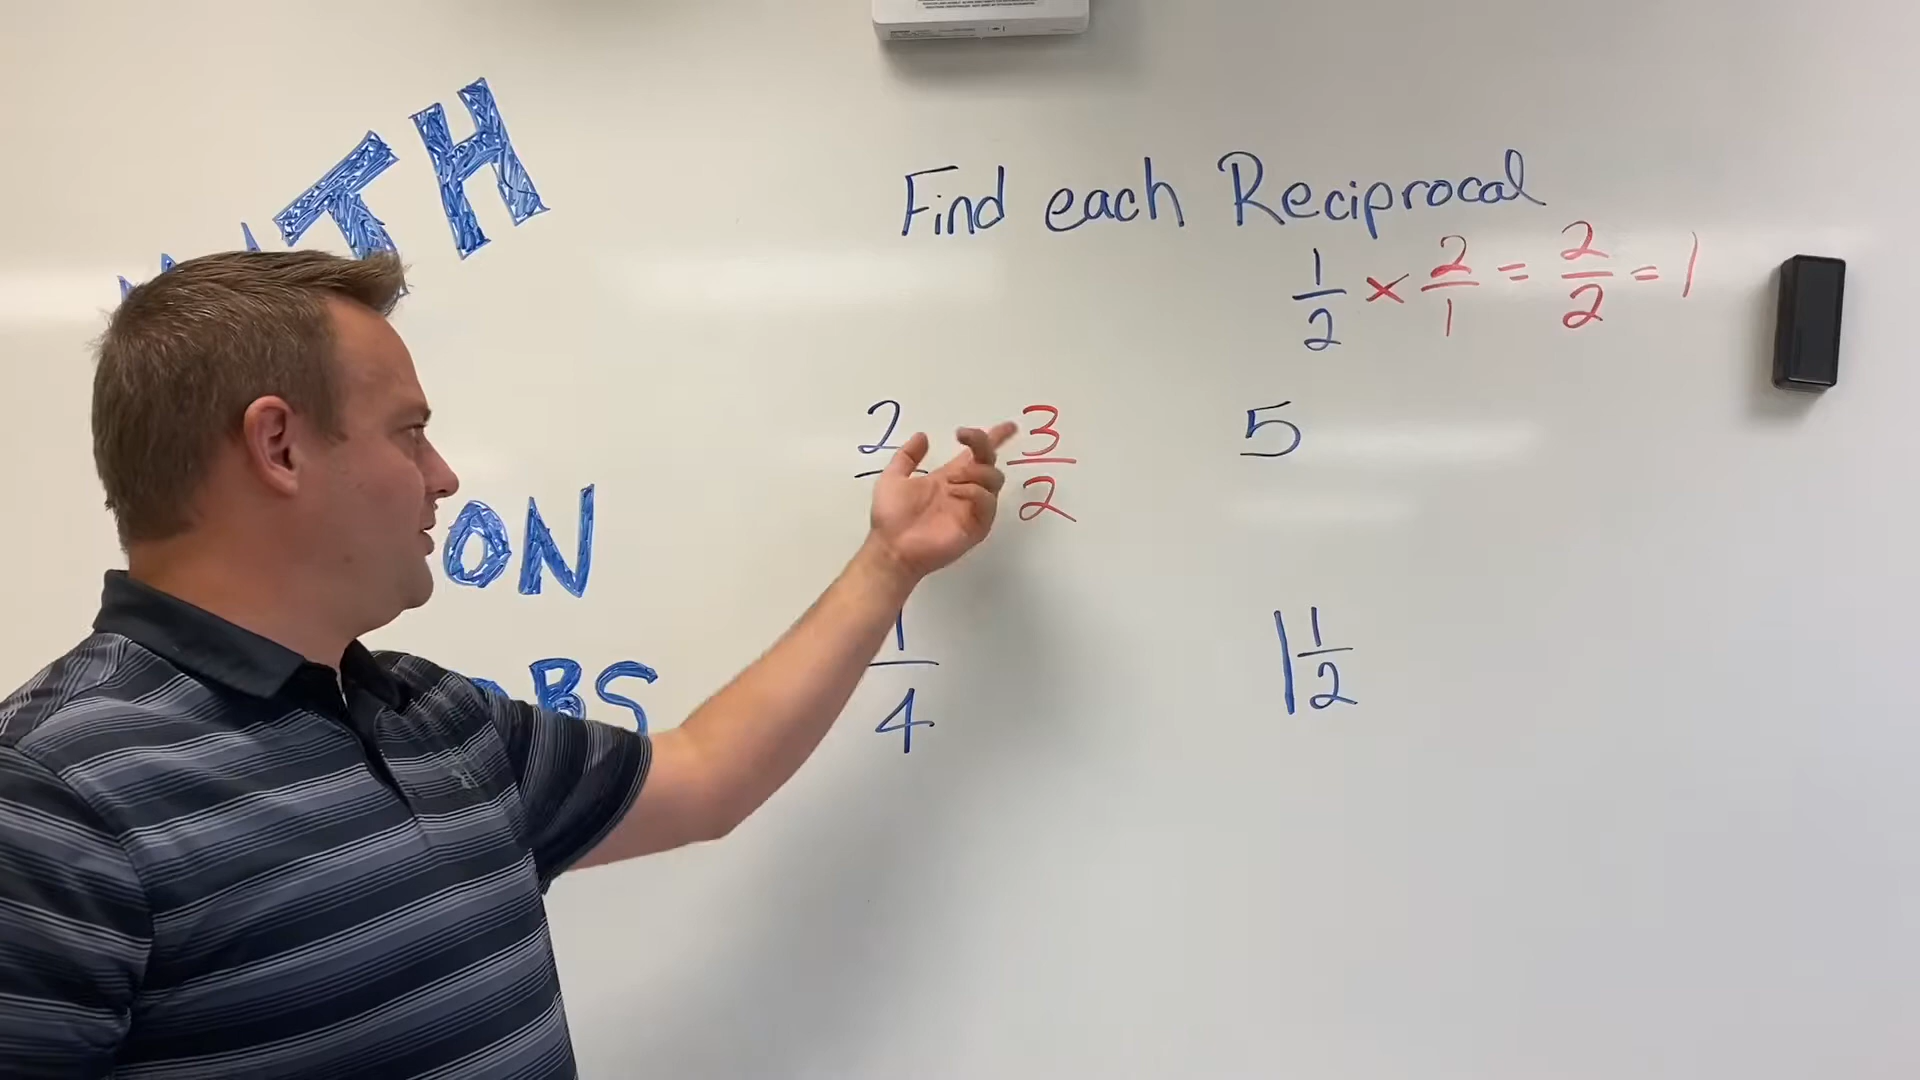 TH
ON
BS
Find each Reciprocal
1/2 × 2/1 = 2/2 = 1
2 3/2
5
1/4
1 1/2